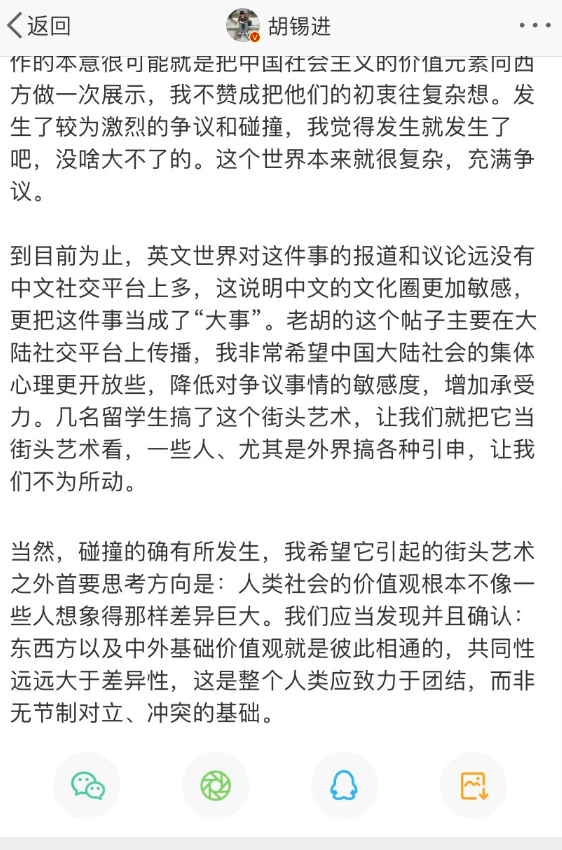 返回
胡锡进
作的本意很可能就是把中国社会主义的价值元素向西
方做一次展示，我不赞成把他们的初衷往复杂想。发
生了较为激烈的争议和碰撞，我觉得发生就发生了
吧，没啥大不了的。这个世界本来就很复杂，充满争
议。
到目前为止，英文世界对这件事的报道和议论远没有
中文社交平台上多，这说明中文的文化圈更加敏感，
更把这件事当成了“大事”。老胡的这个帖子主要在大
陆社交平台上传播，我非常希望中国大陆社会的集体
心理更开放些，降低对争议事情的敏感度，增加承受
力。几名留学生搞了这个街头艺术，让我们就把它当
街头艺术看，一些人、尤其是外界搞各种引申，让我
们不为所动。
当然，碰撞的确有所发生，我希望它引起的街头艺术
之外首要思考方向是：人类社会的价值观根本不像一
些人想象得那样差异巨大。我们应当发现并且确认：
东西方以及中外基础价值观就是彼此相通的，共同性
远远大于差异性，这是整个人类应致力于团结，而非
无节制对立、冲突的基础。